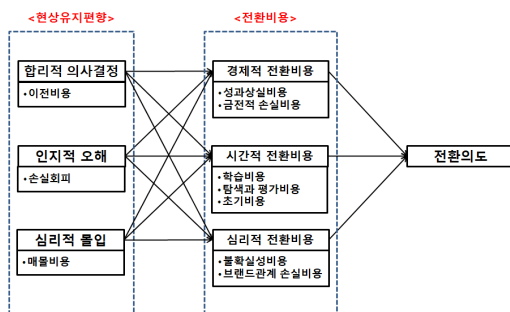 <현상유지편향>
<전환비용>
합리적 의사결정
•이전비용
인지적 오해
•손실회피
심리적 몰입
•매몰비용
경제적 전환비용
•성과상실비용
•금전적 손실비용
시간적 전환비용
•학습비용
•탐색과 평가비용
•초기비용
심리적 전환비용
•불확실성비용
•브랜드관계 손실비용
전환의도